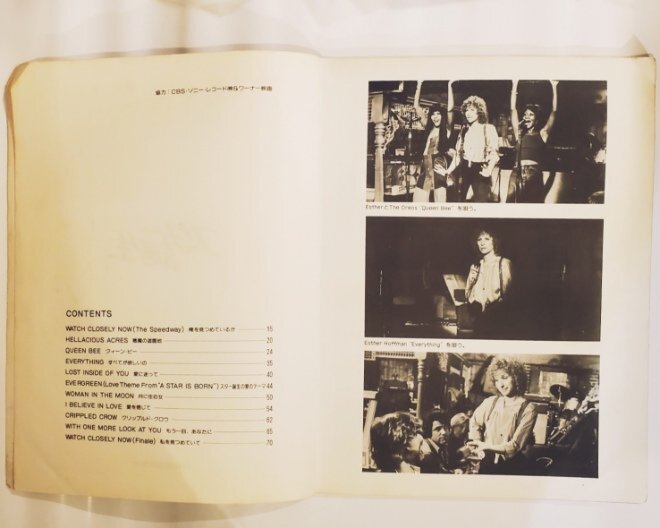 協力：CBS・ソニーレコード㈱&ワーナー映画
CONTENTS
WATCH CLOSELY NOW(The Speedway) 俺を見つめているか 15
HELLACIOUS ACRES 悪魔の遊園地 20
QUEEN BEE クィーン・ビー 24
EVERYTHING すべてが欲しいの 35
LOST INSIDE OF YOU 愛に迷って 40
EVERGREEN(Love Theme From "A STAR IS BORN") スター誕生の愛のテーマ 44
WOMAN IN THE MOON 月に住む女 50
I BELIEVE IN LOVE 愛を信じて 54
CRIPPLED CROW クリップルド・クロウ 62
WITH ONE MORE LOOK AT YOU もう一目、あなたに 65
WATCH CLOSELY NOW(Finale) 私を見つめていて 70
Esther と The Oreos "Queen Bee" を唄う。
Esther Hoffman "Everything" を唄う。